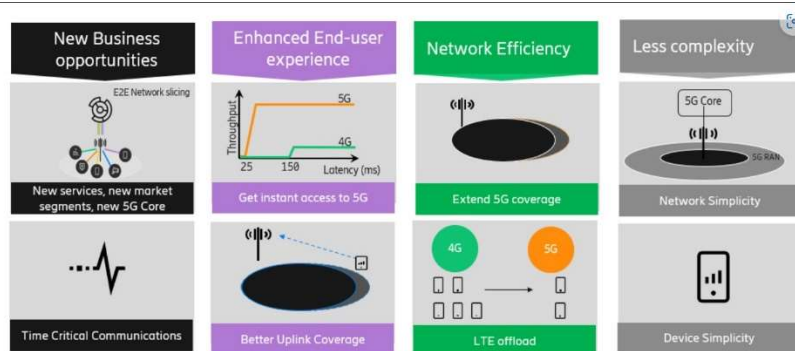 New Business
opportunities
Enhanced End-user
experience
Network Efficiency
Less complexity
E2E Network slicing
New services, new market
segments, new 5G Core
Throughput
5G
4G
25
150
Latency (ms)
Get instant access to 5G
Extend 5G coverage
5G Core
5G RAN
Network Simplicity
Time Critical Communications
Better Uplink Coverage
4G
5G
LTE offload
Device Simplicity